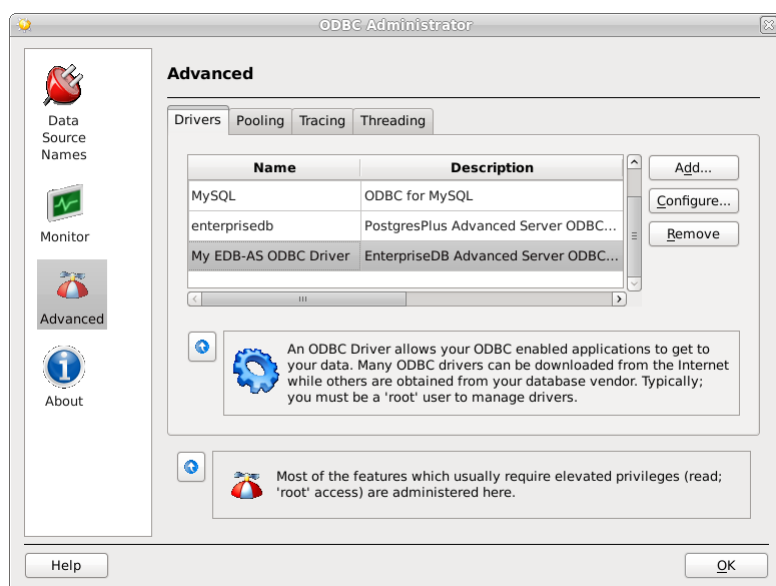 ODBC Administrator
Data
Source
Names
Monitor
Advanced
About
Advanced
Drivers Pooling Tracing Threading
Name Description
MySQL ODBC for MySQL
enterprisedb PostgresPlus Advanced Server ODBC...
My EDB-AS ODBC Driver EnterpriseDB Advanced Server ODBC...
Add...
Configure...
Remove
An ODBC Driver allows your ODBC enabled applications to get to
your data. Many ODBC drivers can be downloaded from the Internet
while others are obtained from your database vendor. Typically;
you must be a 'root' user to manage drivers.
Most of the features which usually require elevated privileges (read;
'root' access) are administered here.
Help OK